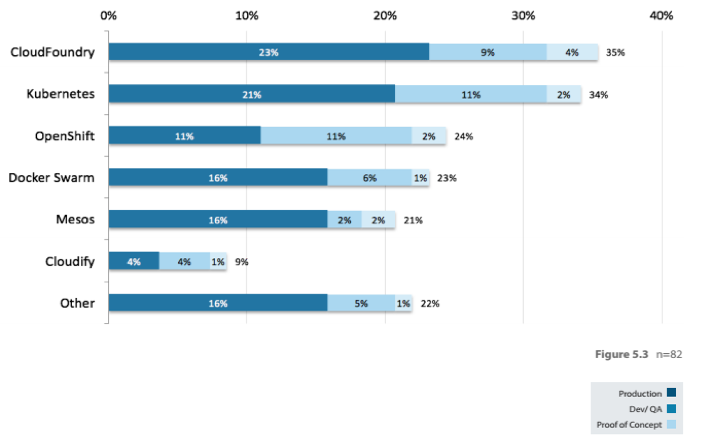 0% 10% 20% 30% 40%
CloudFoundry 23% 9% 4% 35%
Kubernetes 21% 11% 2% 34%
OpenShift 11% 11% 2% 24%
Docker Swarm 16% 6% 1% 23%
Mesos 16% 2% 2% 21%
Cloudify 4% 4% 1% 9%
Other 16% 5% 1% 22%
Figure 5.3 n=82
Production
Dev/ QA
Proof of Concept